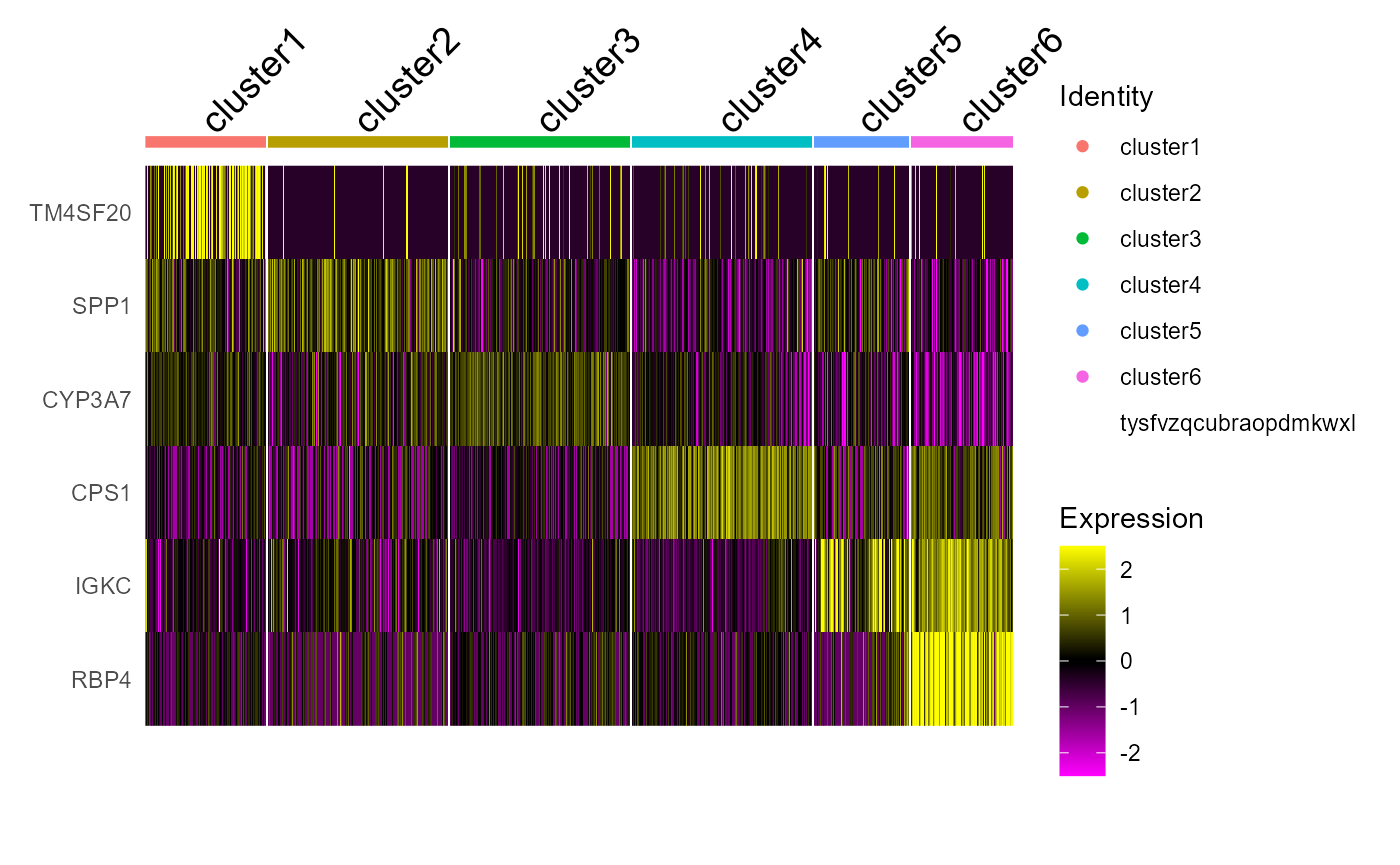 cluster1
cluster2
cluster3
cluster4
cluster5
cluster6
TM4SF20
SPP1
CYP3A7
CPS1
IGKC
RBP4
Identity
cluster1
cluster2
cluster3
cluster4
cluster5
cluster6
tysfvzqcubraopdmkwxl
Expression
2
1
0
-1
-2